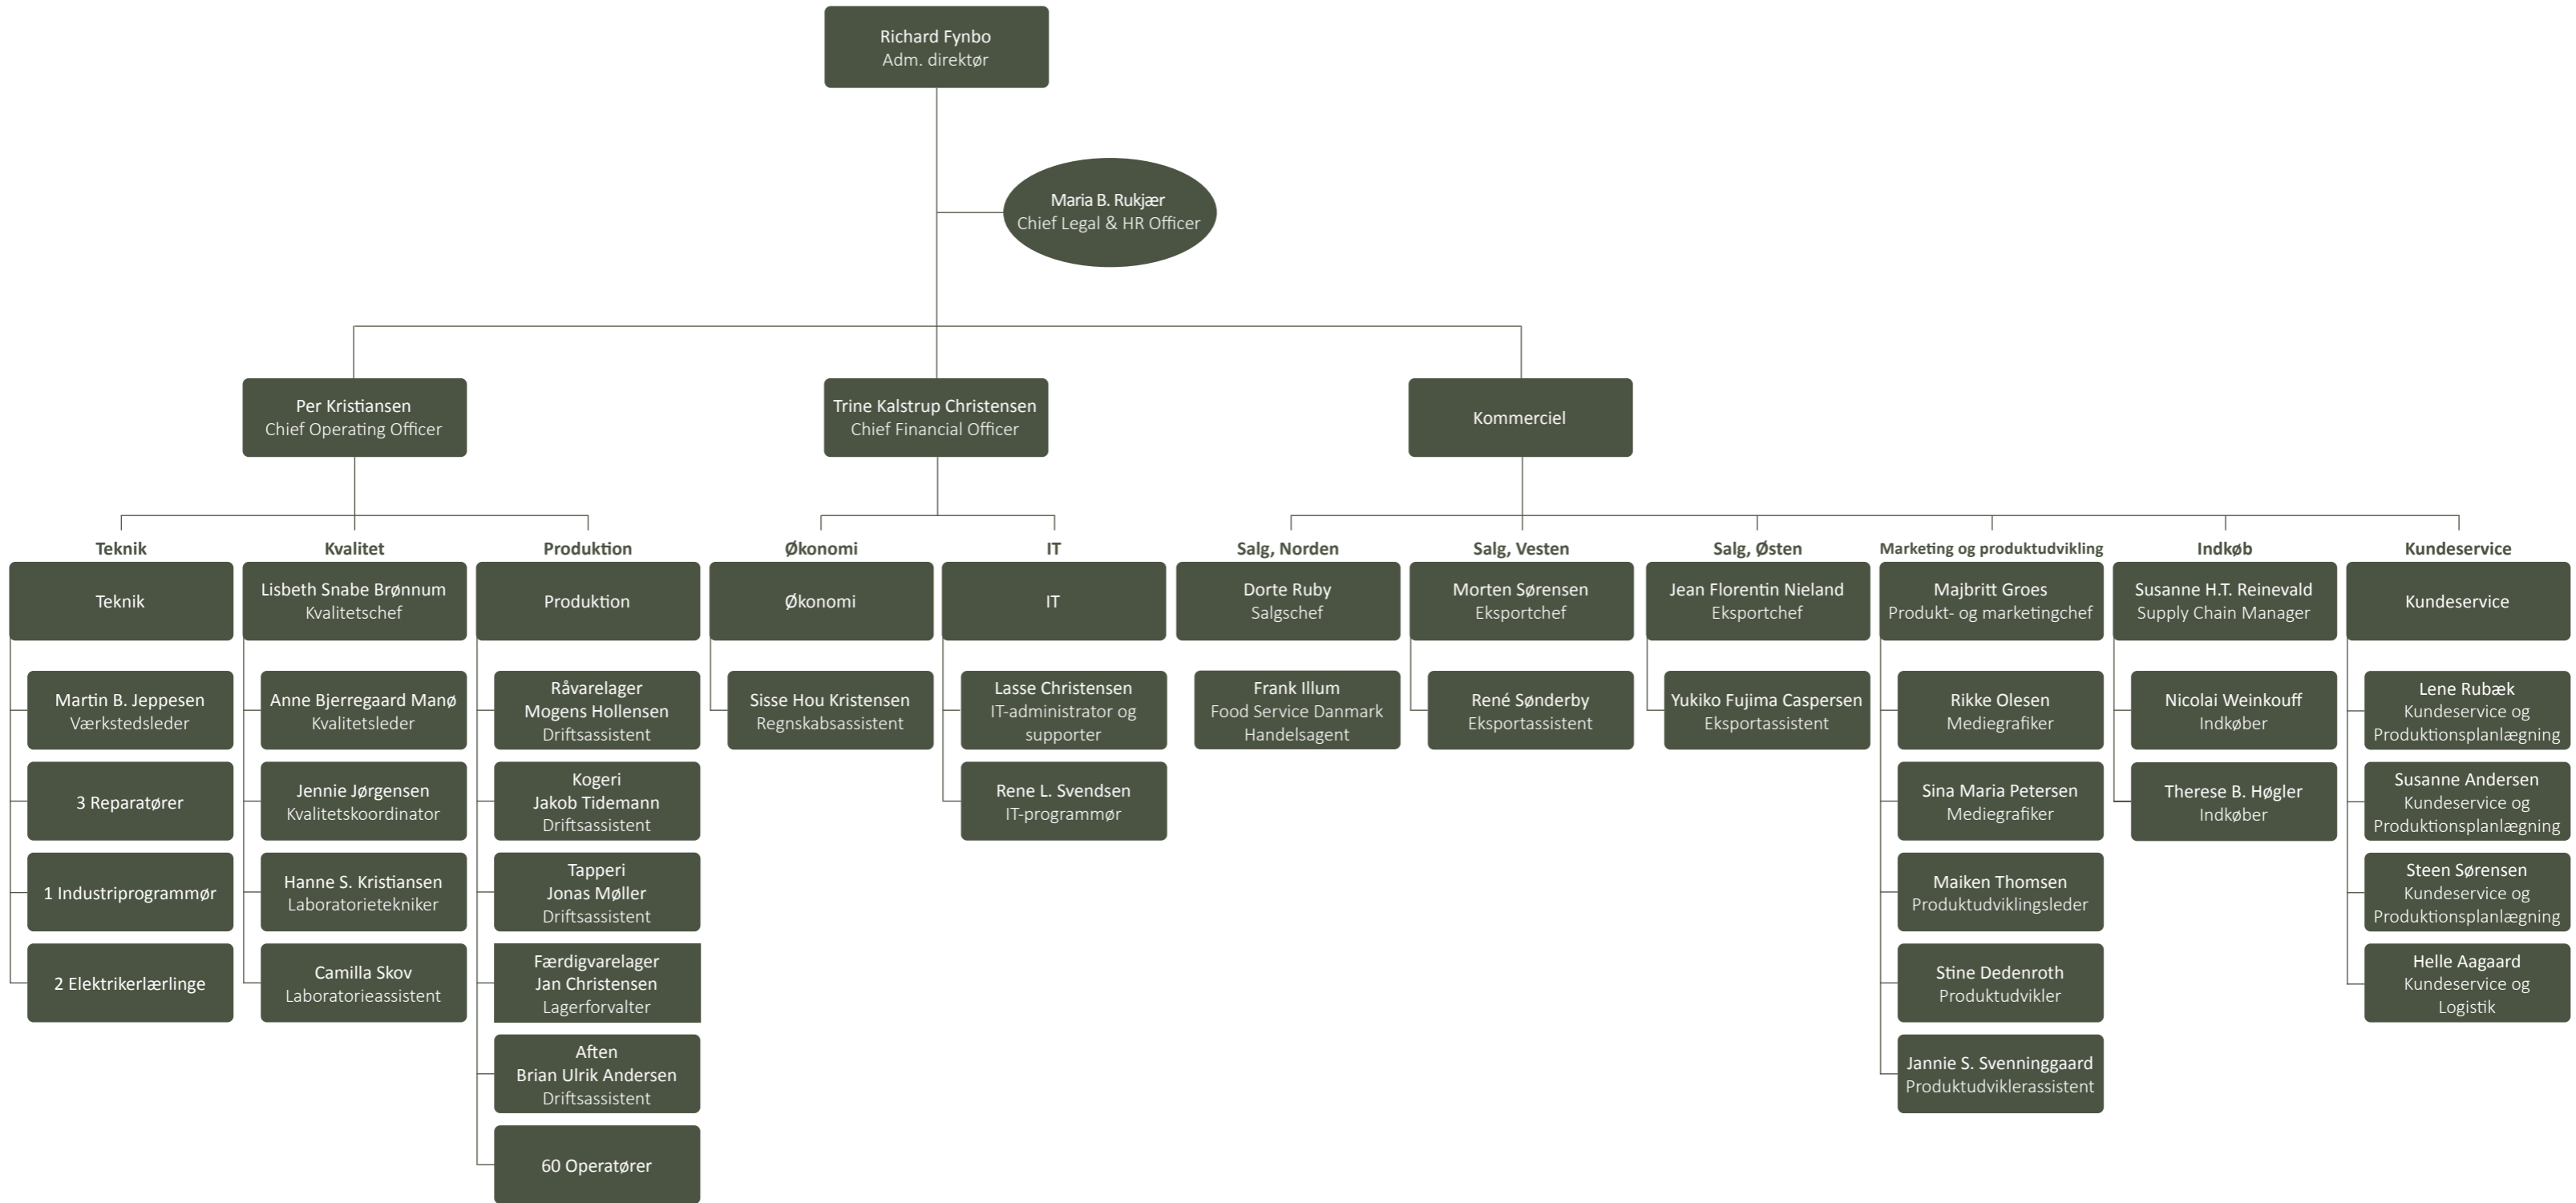 Richard Fynbo
Adm. direktør
Maria B. Rukjær
Chief Legal & HR Officer
Per Kristiansen
Chief Operating Officer
Trine Kalstrup Christensen
Chief Financial Officer
Kommerciel
Teknik
Teknik
Martin B. Jeppesen
Værkstedsleder
3 Reparatører
1 Industriprogrammør
2 Elektrikerlærlinge
Kvalitet
Lisbeth Snabe Brønnum
Kvalitetschef
Anne Bjerregaard Manø
Kvalitetsleder
Jennie Jørgensen
Kvalitetskoordinator
Hanne S. Kristiansen
Laboratorietekniker
Camilla Skov
Laboratorieassistent
Produktion
Produktion
Råvarelager
Mogens Hollensen
Driftsassistent
Kogeri
Jakob Tidemann
Driftsassistent
Tapperi
Jonas Møller
Driftsassistent
Færdigvarelager
Jan Christensen
Lagerforvalter
Aften
Brian Ulrik Andersen
Driftsassistent
60 Operatører
Økonomi
Økonomi
Sisse Hou Kristensen
Regnskabsassistent
IT
IT
Lasse Christensen
IT-administrator og
supporter
Rene L. Svendsen
IT-programmør
Salg, Norden
Dorte Ruby
Salgschef
Frank Illum
Food Service Danmark
Handelsagent
Salg, Vesten
Morten Sørensen
Eksportchef
René Sønderby
Eksportassistent
Salg, Østen
Jean Florentin Nieland
Eksportchef
Yukiko Fujima Caspersen
Eksportassistent
Marketing og produktudvikling
Majbritt Groes
Produkt- og marketingchef
Rikke Olesen
Mediegrafiker
Sina Maria Petersen
Mediegrafiker
Maiken Thomsen
Produktudviklingsleder
Stine Dedenroth
Produktudvikler
Jannie S. Svenninggaard
Produktudviklerassistent
Indkøb
Susanne H.T. Reinevald
Supply Chain Manager
Nicolai Weinkouff
Indkøber
Therese B. Høgler
Indkøber
Kundeservice
Kundeservice
Lene Rubæk
Kundeservice og
Produktionsplanlægning
Susanne Andersen
Kundeservice og
Produktionsplanlægning
Steen Sørensen
Kundeservice og
Produktionsplanlægning
Helle Aagaard
Kundeservice og
Logistik